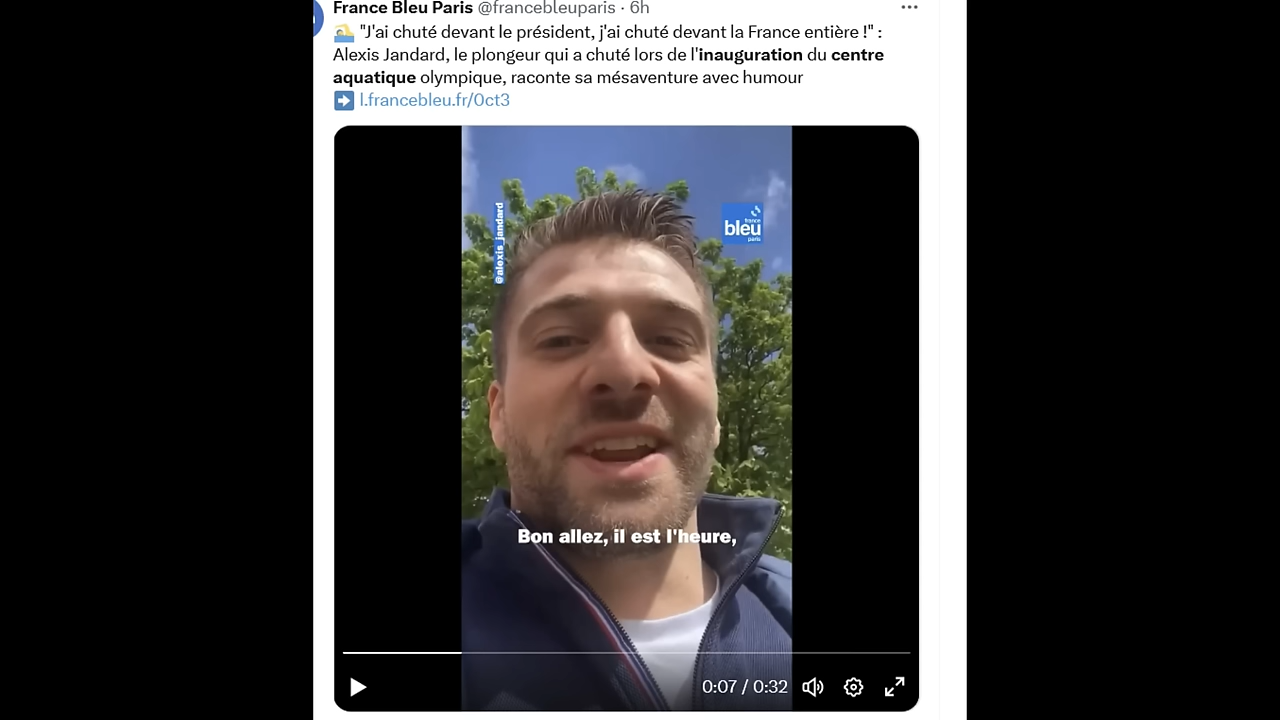 France Bleu Paris @francebleuparis · 6h
"J'ai chuté devant le président, j'ai chuté devant la France entière !" :
Alexis Jandard, le plongeur qui a chuté lors de l'inauguration du centre
aquatique olympique, raconte sa mésaventure avec humour
l.francebleu.fr/0ct3
@alexis_jandard
france
bleu
paris
Bon allez, il est l'heure,
0:07 / 0:32